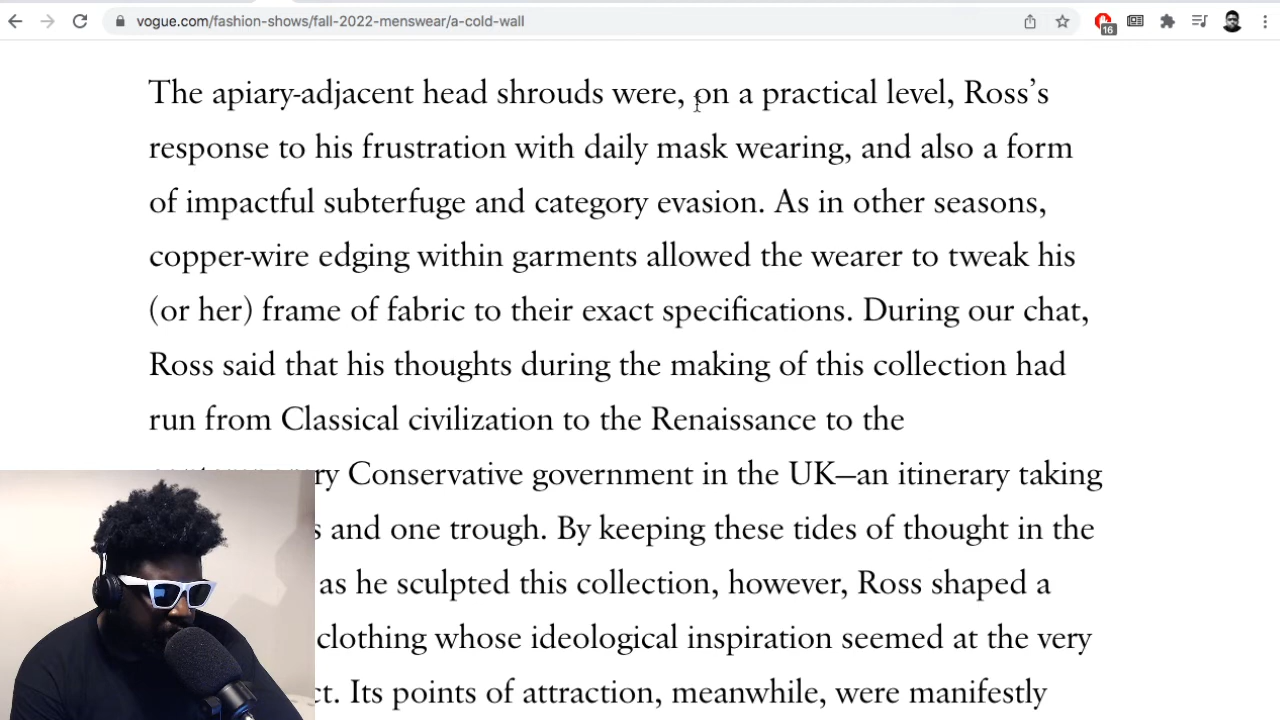 vogue.com/fashion-shows/fall-2022-menswear/a-cold-wall
16
The apiary-adjacent head shrouds were, on a practical level, Ross’s
response to his frustration with daily mask wearing, and also a form
of impactful subterfuge and category evasion. As in other seasons,
copper-wire edging within garments allowed the wearer to tweak his
(or her) frame of fabric to their exact specifications. During our chat,
Ross said that his thoughts during the making of this collection had
run from Classical civilization to the Renaissance to the
Conservative government in the UK—an itinerary taking
and one trough. By keeping these tides of thought in the
as he sculpted this collection, however, Ross shaped a
clothing whose ideological inspiration seemed at the very
Its points of attraction, meanwhile, were manifestly